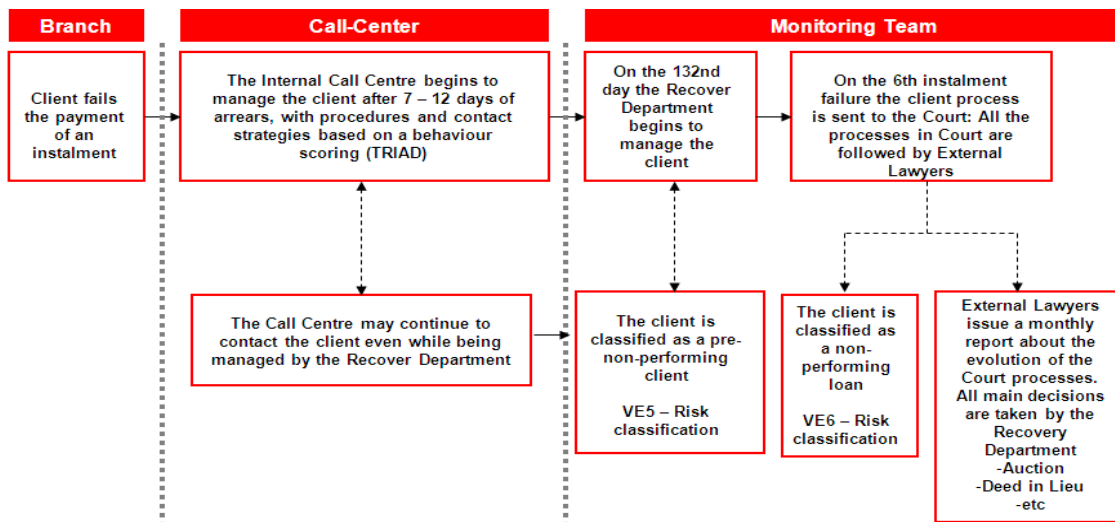 Branch
Call-Center
Monitoring Team
Client fails
the payment
of an
instalment
The Internal Call Centre begins to
manage the client after 7 – 12 days of
arrears, with procedures and contact
strategies based on a behaviour
scoring (TRIAD)
On the 132nd
day the Recover
Department
begins to
manage the
client
On the 6th instalment
failure the client process
is sent to the Court: All the
processes in Court are
followed by External
Lawyers
The Call Centre may continue to
contact the client even while being
managed by the Recover Department
The client is
classified as a pre-
non-performing
client
VE5 – Risk
classification
The client is
classified as
a non-
performing
loan
VE6 – Risk
classification
External Lawyers
issue a monthly
report about the
evolution of the
Court processes.
All main decisions
are taken by the
Recovery
Department
-Auction
-Deed in Lieu
-etc